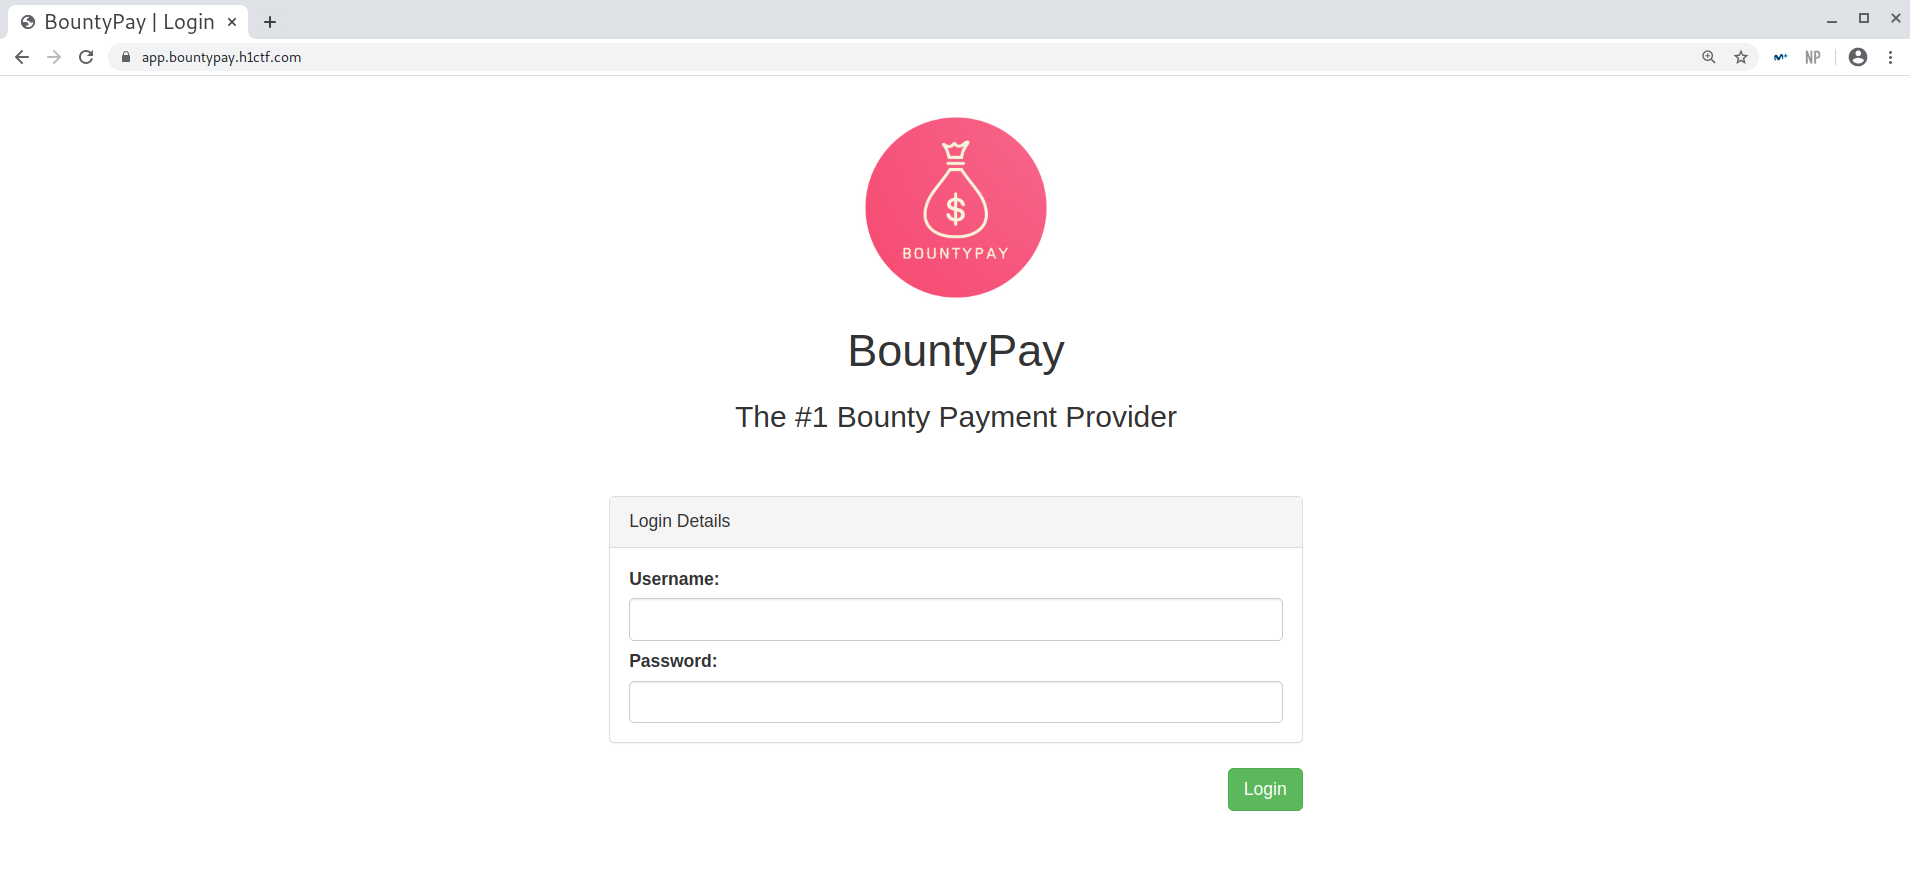 BountyPay | Login
app.bountypay.h1ctf.com
NP
$
BOUNTYPAY
BountyPay
The #1 Bounty Payment Provider
Login Details
Username:
Password:
Login